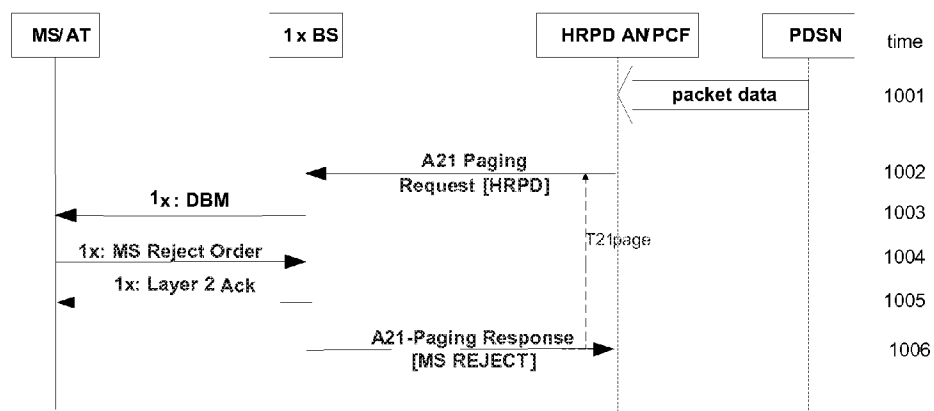 MS/AT
1x BS
HRPD AN/PCF
PDSN
time
packet data
1001
A21 Paging
Request [HRPD]
1002
1x: DBM
1003
T21page
1x: MS Reject Order
1004
1x: Layer 2 Ack
1005
A21-Paging Response
[MS REJECT]
1006